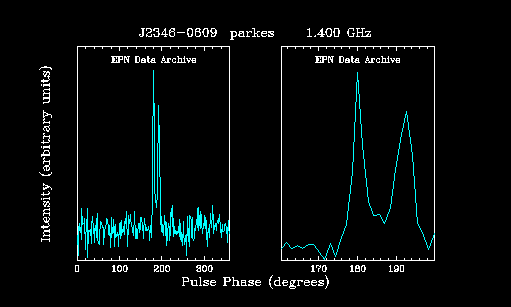 J2346-0609 parkes 1.400 GHz
EPN Data Archive EPN Data Archive
Intensity (arbitrary units)
0 100 200 300 170 180 190
Pulse Phase (degrees)